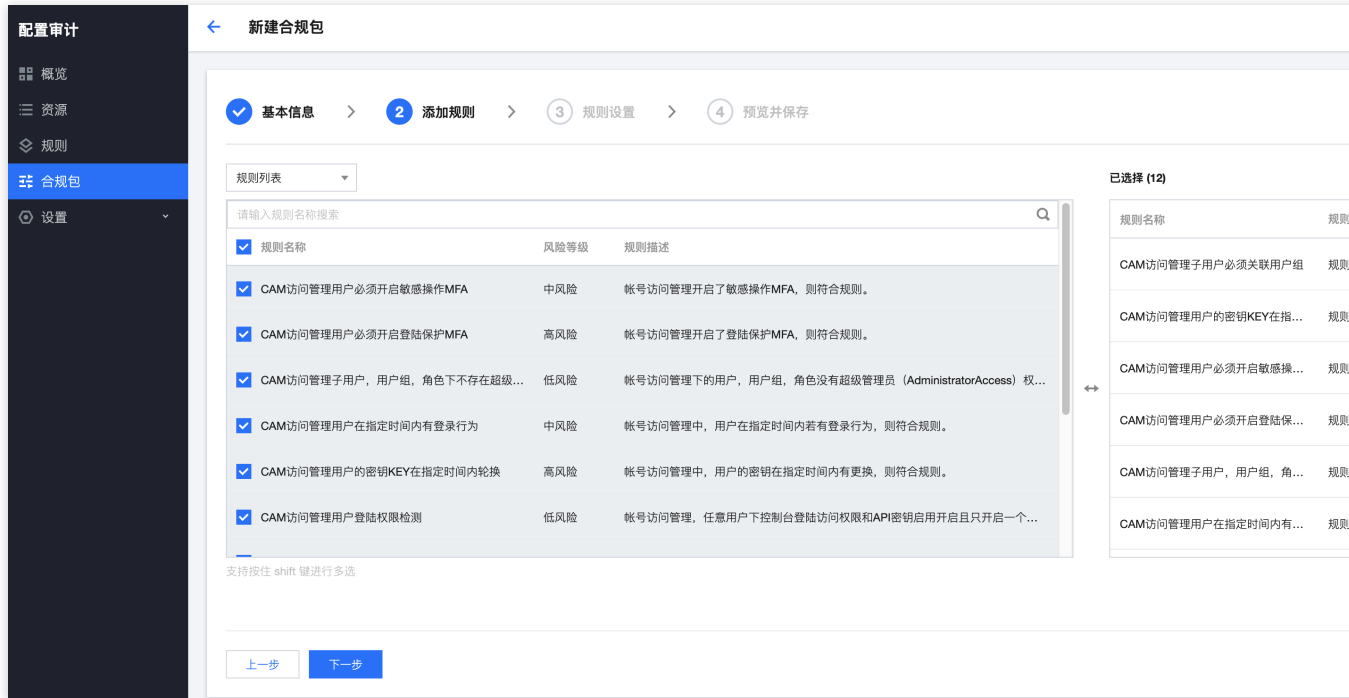 配置审计
概览
资源
规则
合规包
设置
新建合规包
基本信息
2 添加规则
3 规则设置
4 预览并保存
规则列表
请输入规则名称搜索
规则名称 风险等级 规则描述
CAM访问管理用户必须开启敏感操作MFA 中风险 帐号访问管理开启了敏感操作MFA，则符合规则。
CAM访问管理用户必须开启登陆保护MFA 高风险 帐号访问管理开启了登陆保护MFA，则符合规则。
CAM访问管理子用户，用户组，角色下不存在超级... 低风险 帐号访问管理下的用户，用户组，角色没有超级管理员（AdministratorAccess）权...
CAM访问管理用户在指定时间内有登录行为 中风险 帐号访问管理中，用户在指定时间内若有登录行为，则符合规则。
CAM访问管理用户的密钥KEY在指定时间内轮换 高风险 帐号访问管理中，用户的密钥在指定时间内有更换，则符合规则。
CAM访问管理用户登陆权限检测 低风险 帐号访问管理，任意用户下控制台登陆访问权限和API密钥启用开启且只开启一个...
支持按住 shift 键进行多选
已选择 (12)
规则名称 规则
CAM访问管理子用户必须关联用户组 规则
CAM访问管理用户的密钥KEY在指... 规则
CAM访问管理用户必须开启敏感操... 规则
CAM访问管理用户必须开启登陆保... 规则
CAM访问管理子用户，用户组，角... 规则
CAM访问管理用户在指定时间内有... 规则
上一步 下一步